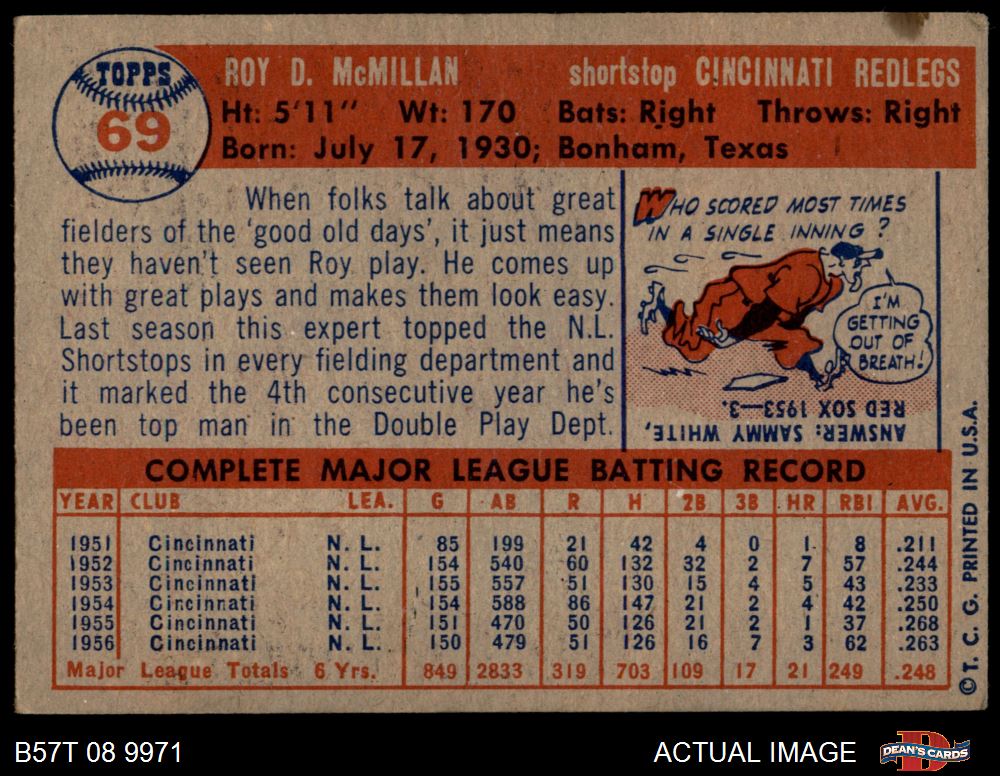 TOPPS
69
ROY D. McMILLAN shortstop CINCINNATI REDLEGS
Ht: 5'11" Wt: 170 Bats: Right Throws: Right
Born: July 17, 1930; Bonham, Texas
When folks talk about great
fielders of the 'good old days', it just means
they haven't seen Roy play. He comes up
with great plays and makes them look easy.
Last season this expert topped the N.L.
Shortstops in every fielding department and
it marked the 4th consecutive year he's
been top man in the Double Play Dept.
WHO SCORED MOST TIMES
IN A SINGLE INNING?
I'M
GETTING
OUT OF
BREATH!
ANSWER: SAMMY WHITE,
RED SOX 1953—3.
COMPLETE MAJOR LEAGUE BATTING RECORD
YEAR CLUB LEA. G AB R H 2B 3B HR RBI AVG.
1951 Cincinnati N. L. 85 199 21 42 4 0 1 8 .211
1952 Cincinnati N. L. 154 540 60 132 32 2 7 57 .244
1953 Cincinnati N. L. 155 557 51 130 15 4 5 43 .233
1954 Cincinnati N. L. 154 588 86 147 21 2 4 42 .250
1955 Cincinnati N. L. 151 470 50 126 21 2 1 37 .268
1956 Cincinnati N. L. 150 479 51 126 16 7 3 62 .263
Major League Totals 6 Yrs. 849 2833 319 703 109 17 21 249 .248
© T. C. G. PRINTED IN U.S.A.
B57T 08 9971
ACTUAL IMAGE
D
DEAN'S CARDS